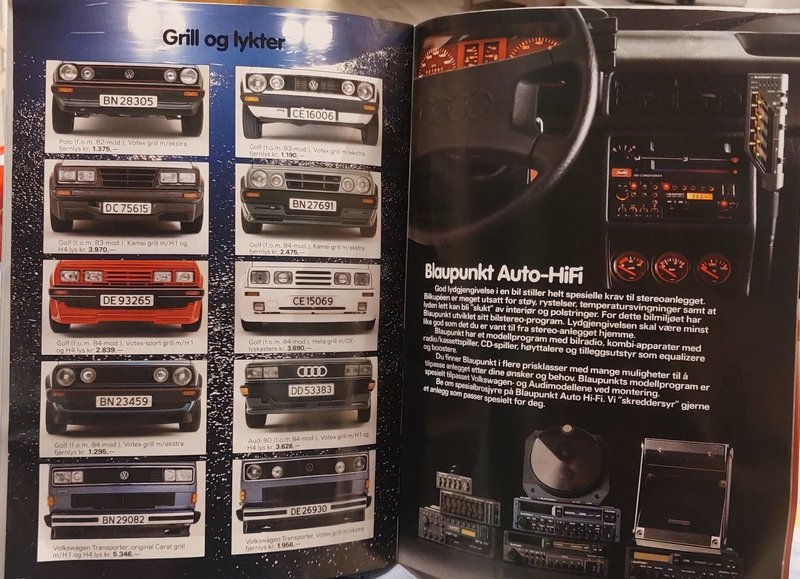 Grill og lykter
BN 28305
Polo (t.o.m. 82 mod.), Votex grill m/ekstra
fjernlys kr. 1.375,—
CE 16006
Golf (t.o.m. 83-mod.), Votex grill m/ekstra
fjernlys kr. 1.190,—
DC 75615
Golf (t.o.m. 83-mod.), Kamei grill m/H1 og
H4 lys kr. 3.970,—
BN 27691
Golf (f.o.m. 84-mod.), Kamei grill m/ekstra
fjernlys kr. 2.475,—
DE 93265
Golf (f.o.m. 84-mod.), Votex sport grill m/H1
og H4 lys kr. 2.839,—
CE 15069
Golf (f.o.m. 84-mod.), Hella grill m/DE
lyskastere kr. 3.690,—
BN 23459
Golf (f.o.m. 84-mod.), Votex grill m/ekstra
fjernlys kr. 1.295,—
DD 53383
Audi 80 (f.o.m. 84-mod.), Votex grill m/H1 og
H4 lys kr. 3.626,—
BN 29082
Volkswagen Transporter, original Carat grill
m/H1 og H4 lys kr. 5.346,—
DE 26930
Volkswagen Transporter, Votex grill m/ekstra
fjernlys kr. 1.956,—
BLAUPUNKT
Audi
AIR CONDITIONER
Blaupunkt Auto-HiFi
God lydgjengivelse i en bil stiller helt spesielle krav til stereoanlegget.
Bilkupéen er meget utsatt for støy, rystelser, temperatursvingninger samt at
lyden lett kan bli "slukt" av interiør og polstringer. For dette bilmiljøet har
Blaupunkt utviklet sitt bilstereo-program. Lydgjengivelsen skal være minst
like god som det du er vant til fra stereo-anlegget hjemme.
Blaupunkt har et modellprogram med bilradio, kombi-apparater med
radio/kassettspiller, CD-spiller, høyttalere og tilleggsutstyr som equalizere
og boostere.
Du finner Blaupunkt i flere prisklasser med mange muligheter til å
tilpasse anlegget etter dine ønsker og behov. Blaupunkts modellprogram er
spesielt tilpasset Volkswagen- og Audimodellene ved montering.
Be om spesialbrosjyre på Blaupunkt Auto Hi-Fi. Vi "skreddersyr" gjerne
et anlegg som passer spesielt for deg.